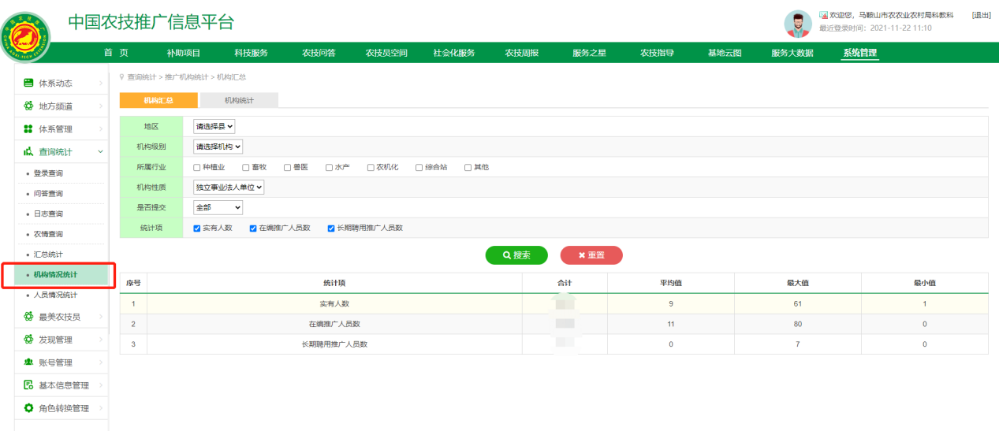 中国农技推广信息平台
欢迎您，马鞍山市农农业农村局科教科 [退出]
最近登录时间：2021-11-22 11:10
首 页 补助项目 科技服务 农技问答 农技员空间 社会化服务 农技周报 服务之星 农技指导 基地云图 服务大数据 系统管理
体系动态
地方频道
体系管理
查询统计
登录查询
问答查询
日志查询
农情查询
汇总统计
机构情况统计
人员情况统计
最美农技员
发现管理
账号管理
基本信息管理
角色转换管理
查询统计 > 推广机构统计 > 机构汇总
机构汇总 机构统计
地区 请选择县
机构级别 请选择机构
所属行业 种植业 畜牧 兽医 水产 农机化 综合站 其他
机构性质 独立事业法人单位
是否提交 全部
统计项 实有人数 在编推广人员数 长期聘用推广人员数
搜索 重置
序号 统计项 合计 平均值 最大值 最小值
1 实有人数 9 61 1
2 在编推广人员数 11 80 0
3 长期聘用推广人员数 0 7 0